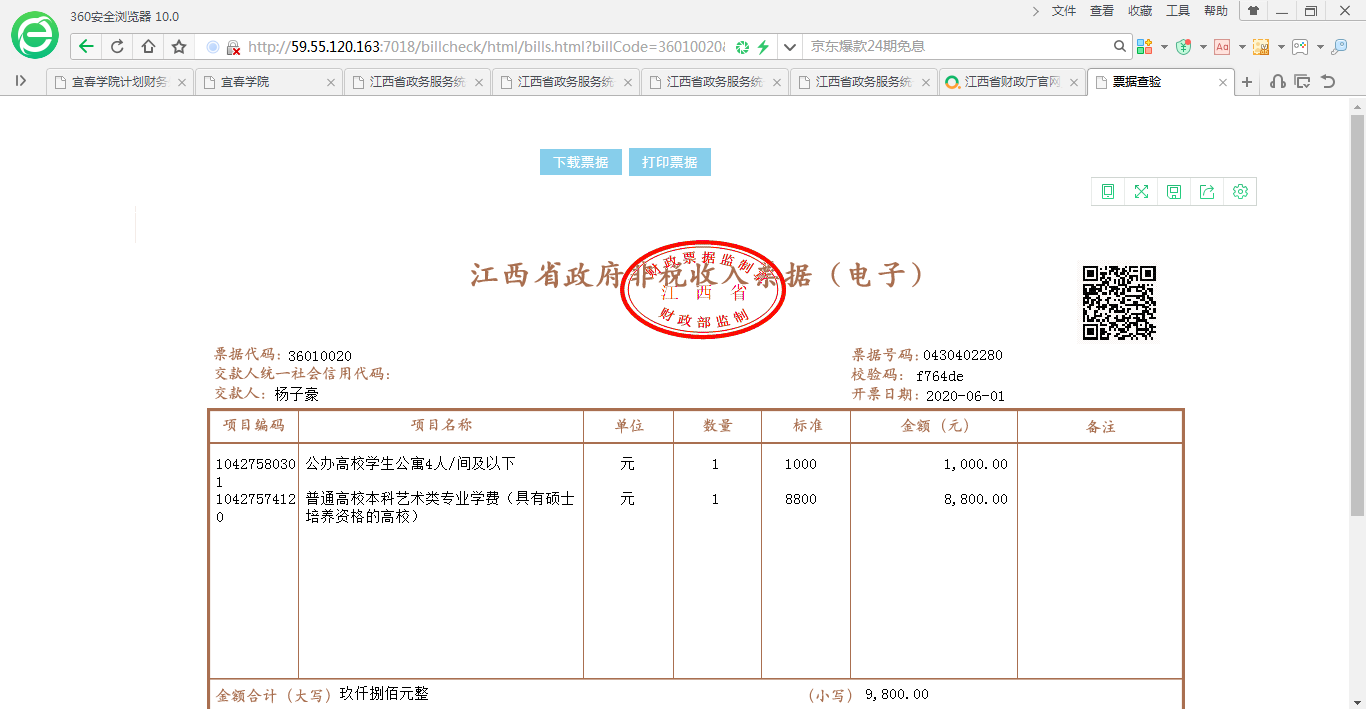 360安全浏览器 10.0
文件 查看 收藏 工具 帮助
http://59.55.120.163:7018/billcheck/html/bills.html?billCode=36010020&
京东爆款24期免息
宜春学院计划财务
宜春学院
江西省政务服务统
江西省政务服务统
江西省政务服务统
江西省政务服务统
江西省财政厅官网
票据查验
下载票据 打印票据
江西省政府非税收入票据（电子）
财政票据监制章
江 西 省
财政部监制
票据代码：36010020 票据号码：0430402280
交款人统一社会信用代码： 校验码：f764de
交款人：杨子豪 开票日期：2020-06-01
项目编码 项目名称 单位 数量 标准 金额（元） 备注
1042758030 公办高校学生公寓4人/间及以下 元 1 1000 1,000.00
1
1042757412 普通高校本科艺术类专业学费（具有硕士 元 1 8800 8,800.00
0 培养资格的高校）
金额合计（大写）玖仟捌佰元整 （小写）9,800.00